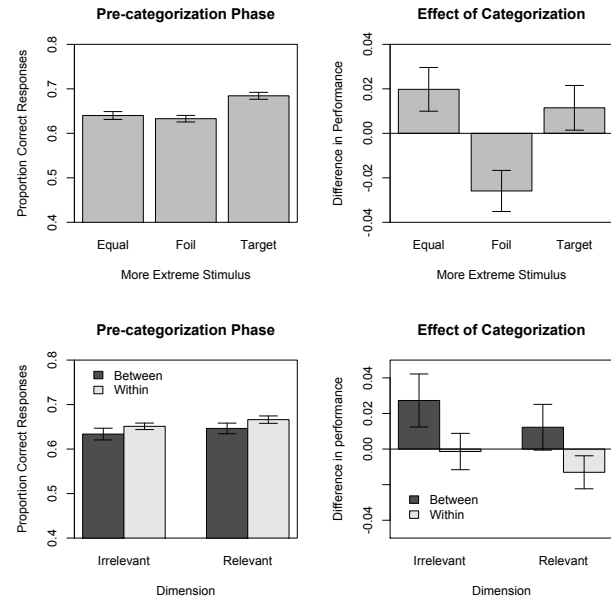 Pre-categorization Phase
Proportion Correct Responses
0.4 0.5 0.6 0.7 0.8
Equal Foil Target
More Extreme Stimulus
Effect of Categorization
Difference in Performance
-0.04 -0.02 0.00 0.02 0.04
Equal Foil Target
More Extreme Stimulus
Pre-categorization Phase
Proportion Correct Responses
0.4 0.5 0.6 0.7 0.8
Between
Within
Irrelevant Relevant
Dimension
Effect of Categorization
Difference in performance
-0.04 0.00 0.02 0.04
Between
Within
Irrelevant Relevant
Dimension